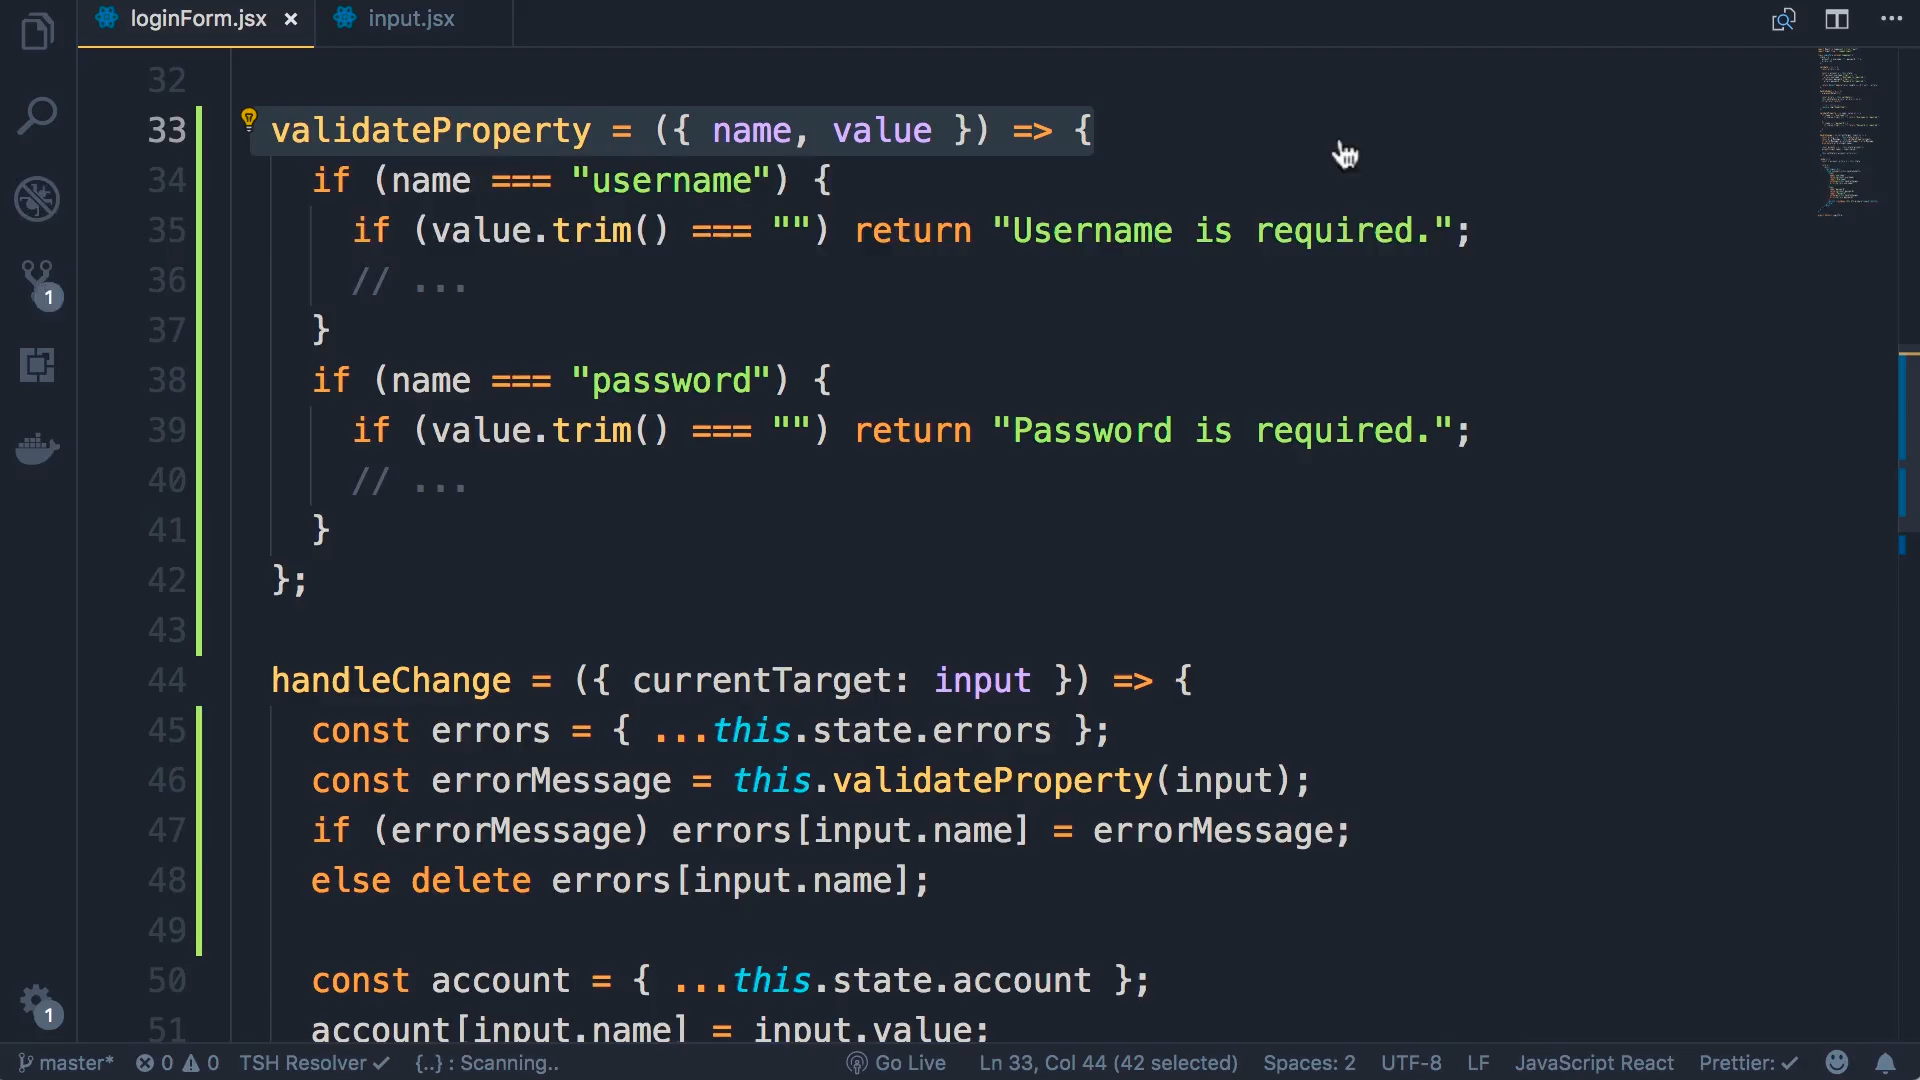 loginForm.jsx ×
input.jsx
32
33 validateProperty = ({ name, value }) => {
34 if (name === "username") {
35 if (value.trim() === "") return "Username is required.";
36 // ...
37 }
38 if (name === "password") {
39 if (value.trim() === "") return "Password is required.";
40 // ...
41 }
42 };
43
44 handleChange = ({ currentTarget: input }) => {
45 const errors = { ...this.state.errors };
46 const errorMessage = this.validateProperty(input);
47 if (errorMessage) errors[input.name] = errorMessage;
48 else delete errors[input.name];
49
50 const account = { ...this.state.account };
51 account[input.name] = input.value;
1
1
master* 0 0 TSH Resolver ✓ {..} : Scanning.. Go Live Ln 33, Col 44 (42 selected) Spaces: 2 UTF-8 LF JavaScript React Prettier: ✓